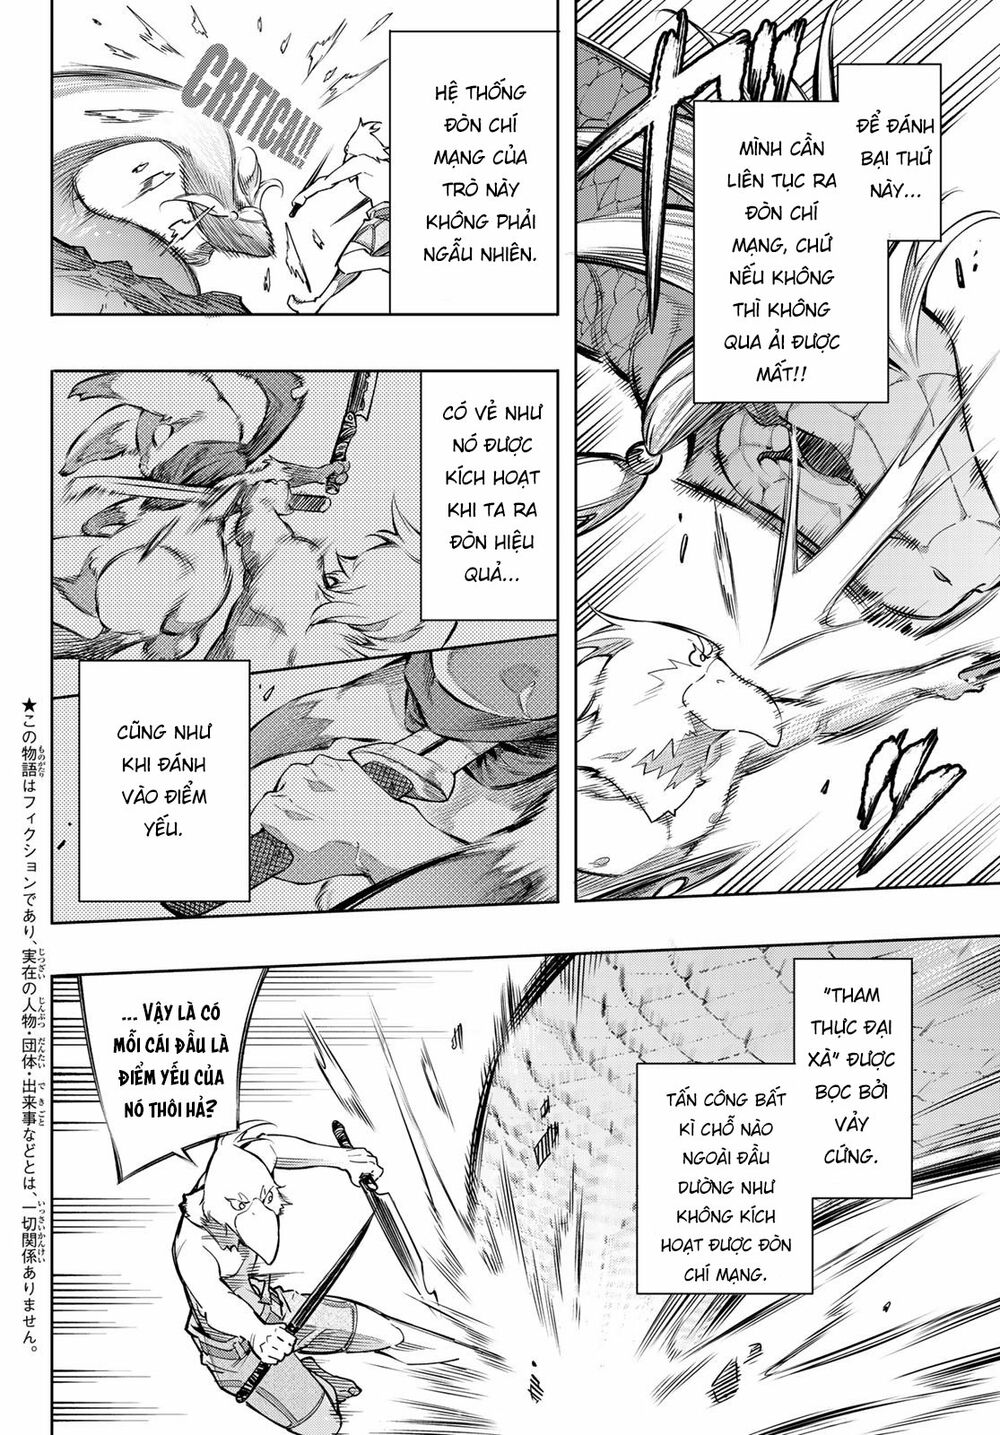 ĐỂ ĐÁNH
BẠI THỨ
NÀY...
MÌNH CẦN
LIÊN TỤC RA
ĐÒN CHÍ
MẠNG, CHỨ
NẾU KHÔNG
THÌ KHÔNG
QUA ẢI ĐƯỢC
MẤT!!
HỆ THỐNG
ĐÒN CHÍ
MẠNG CỦA
TRÒ NÀY
KHÔNG PHẢI
NGẪU NHIÊN.
CRITICAL!!
CÓ VẺ NHƯ
NÓ ĐƯỢC
KÍCH HOẠT
KHI TA RA
ĐÒN HIỆU
QUẢ...
CŨNG NHƯ
KHI ĐÁNH
VÀO ĐIỂM
YẾU.
"THAM
THỰC ĐẠI
XÀ" ĐƯỢC
BỌC BỞI
VẢY
CỨNG.
TẤN CÔNG BẤT
KÌ CHỖ NÀO
NGOÀI ĐẦU
DƯỜNG NHƯ
KHÔNG KÍCH
HOẠT ĐƯỢC ĐÒN
CHÍ MẠNG.
... VẬY LÀ CÓ
MỖI CÁI ĐẦU LÀ
ĐIỂM YẾU CỦA
NÓ THÔI HẢ?
★この物語はフィクションであり、実在の人物・団体・出来事などとは、一切関係ありません。